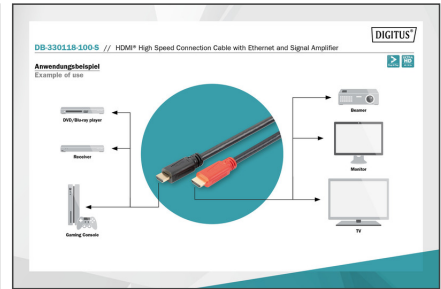 DIGITUS®
DB-330118-100-S // HDMI® High Speed Connection Cable with Ethernet and Signal Amplifier
Anwendungsbeispiel
Example of use
DVD/Blu-ray player
Receiver
Gaming Console
Beamer
Monitor
TV